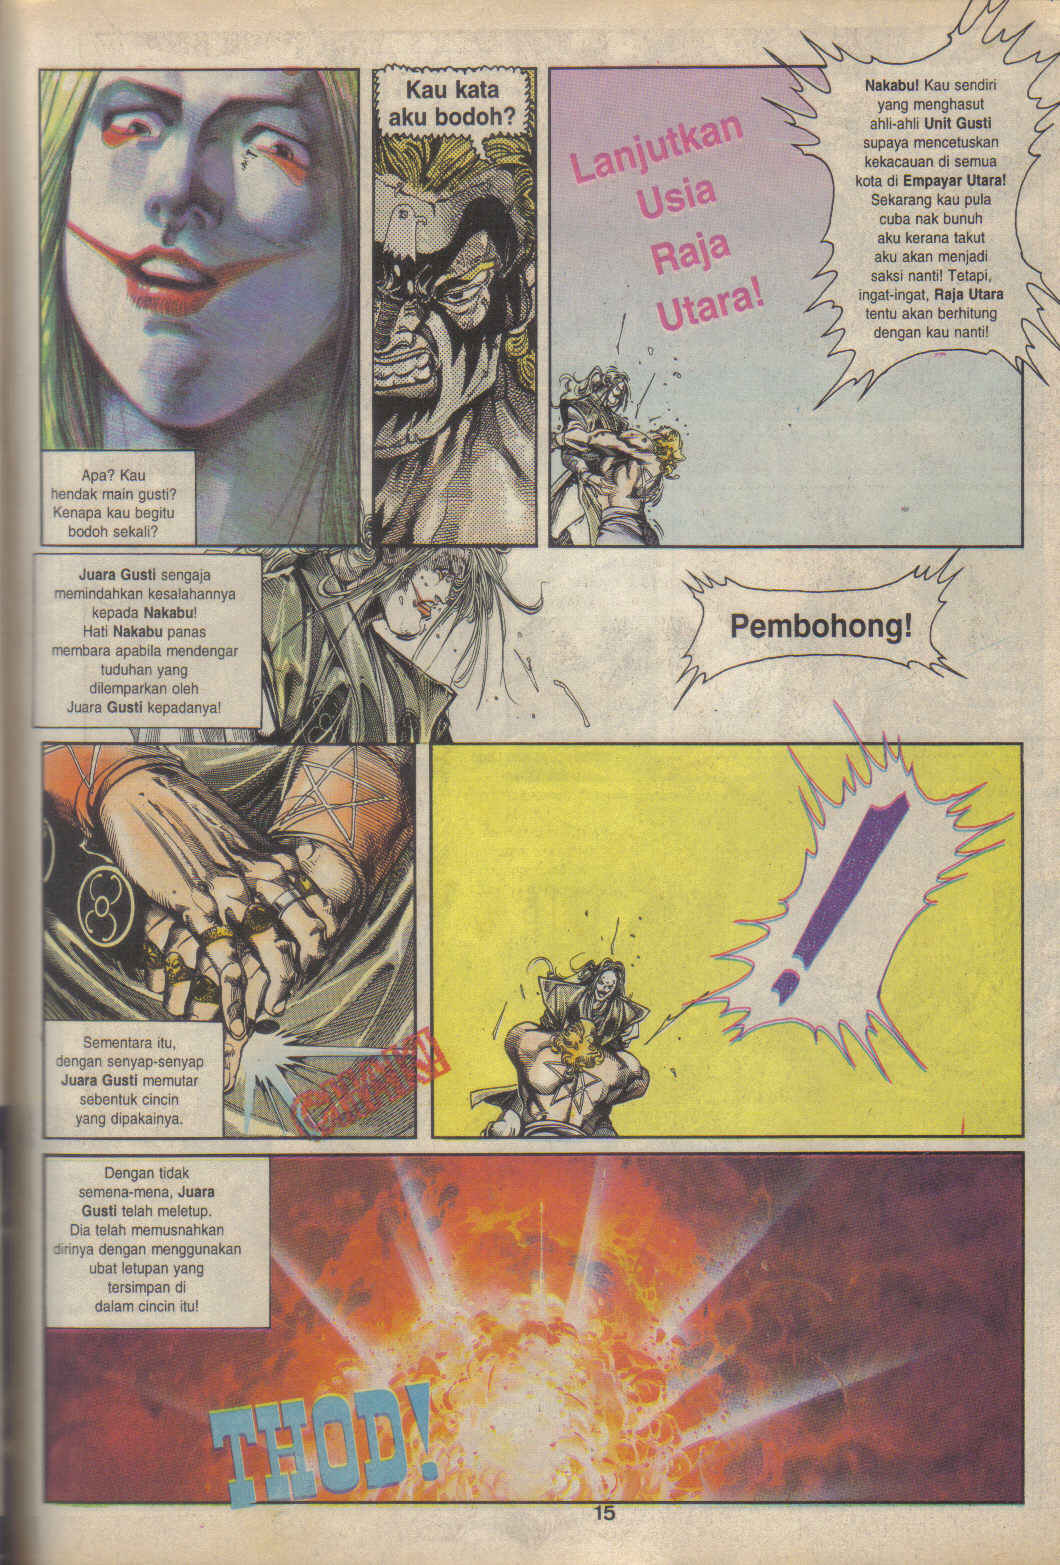 Apa? Kau
hendak main gusti?
Kenapa kau begitu
bodoh sekali?
Kau kata
aku bodoh?
Lanjutkan
Usia
Raja
Utara!
Nakabu! Kau sendiri
yang menghasut
ahli-ahli Unit Gusti
supaya mencetuskan
kekacauan di semua
kota di Empayar Utara!
Sekarang kau pula
cuba nak bunuh
aku kerana takut
aku akan menjadi
saksi nanti! Tetapi,
ingat-ingat, Raja Utara
tentu akan berhitung
dengan kau nanti!
Juara Gusti sengaja
memindahkan kesalahannya
kepada Nakabu!
Hati Nakabu panas
membara apabila mendengar
tuduhan yang
dilemparkan oleh
Juara Gusti kepadanya!
Pembohong!
Sementara itu,
dengan senyap-senyap
Juara Gusti memutar
sebentuk cincin
yang dipakainya.
!
Dengan tidak
semena-mena, Juara
Gusti telah meletup.
Dia telah memusnahkan
dirinya dengan menggunakan
ubat letupan yang
tersimpan di
dalam cincin itu!
THOD!
15